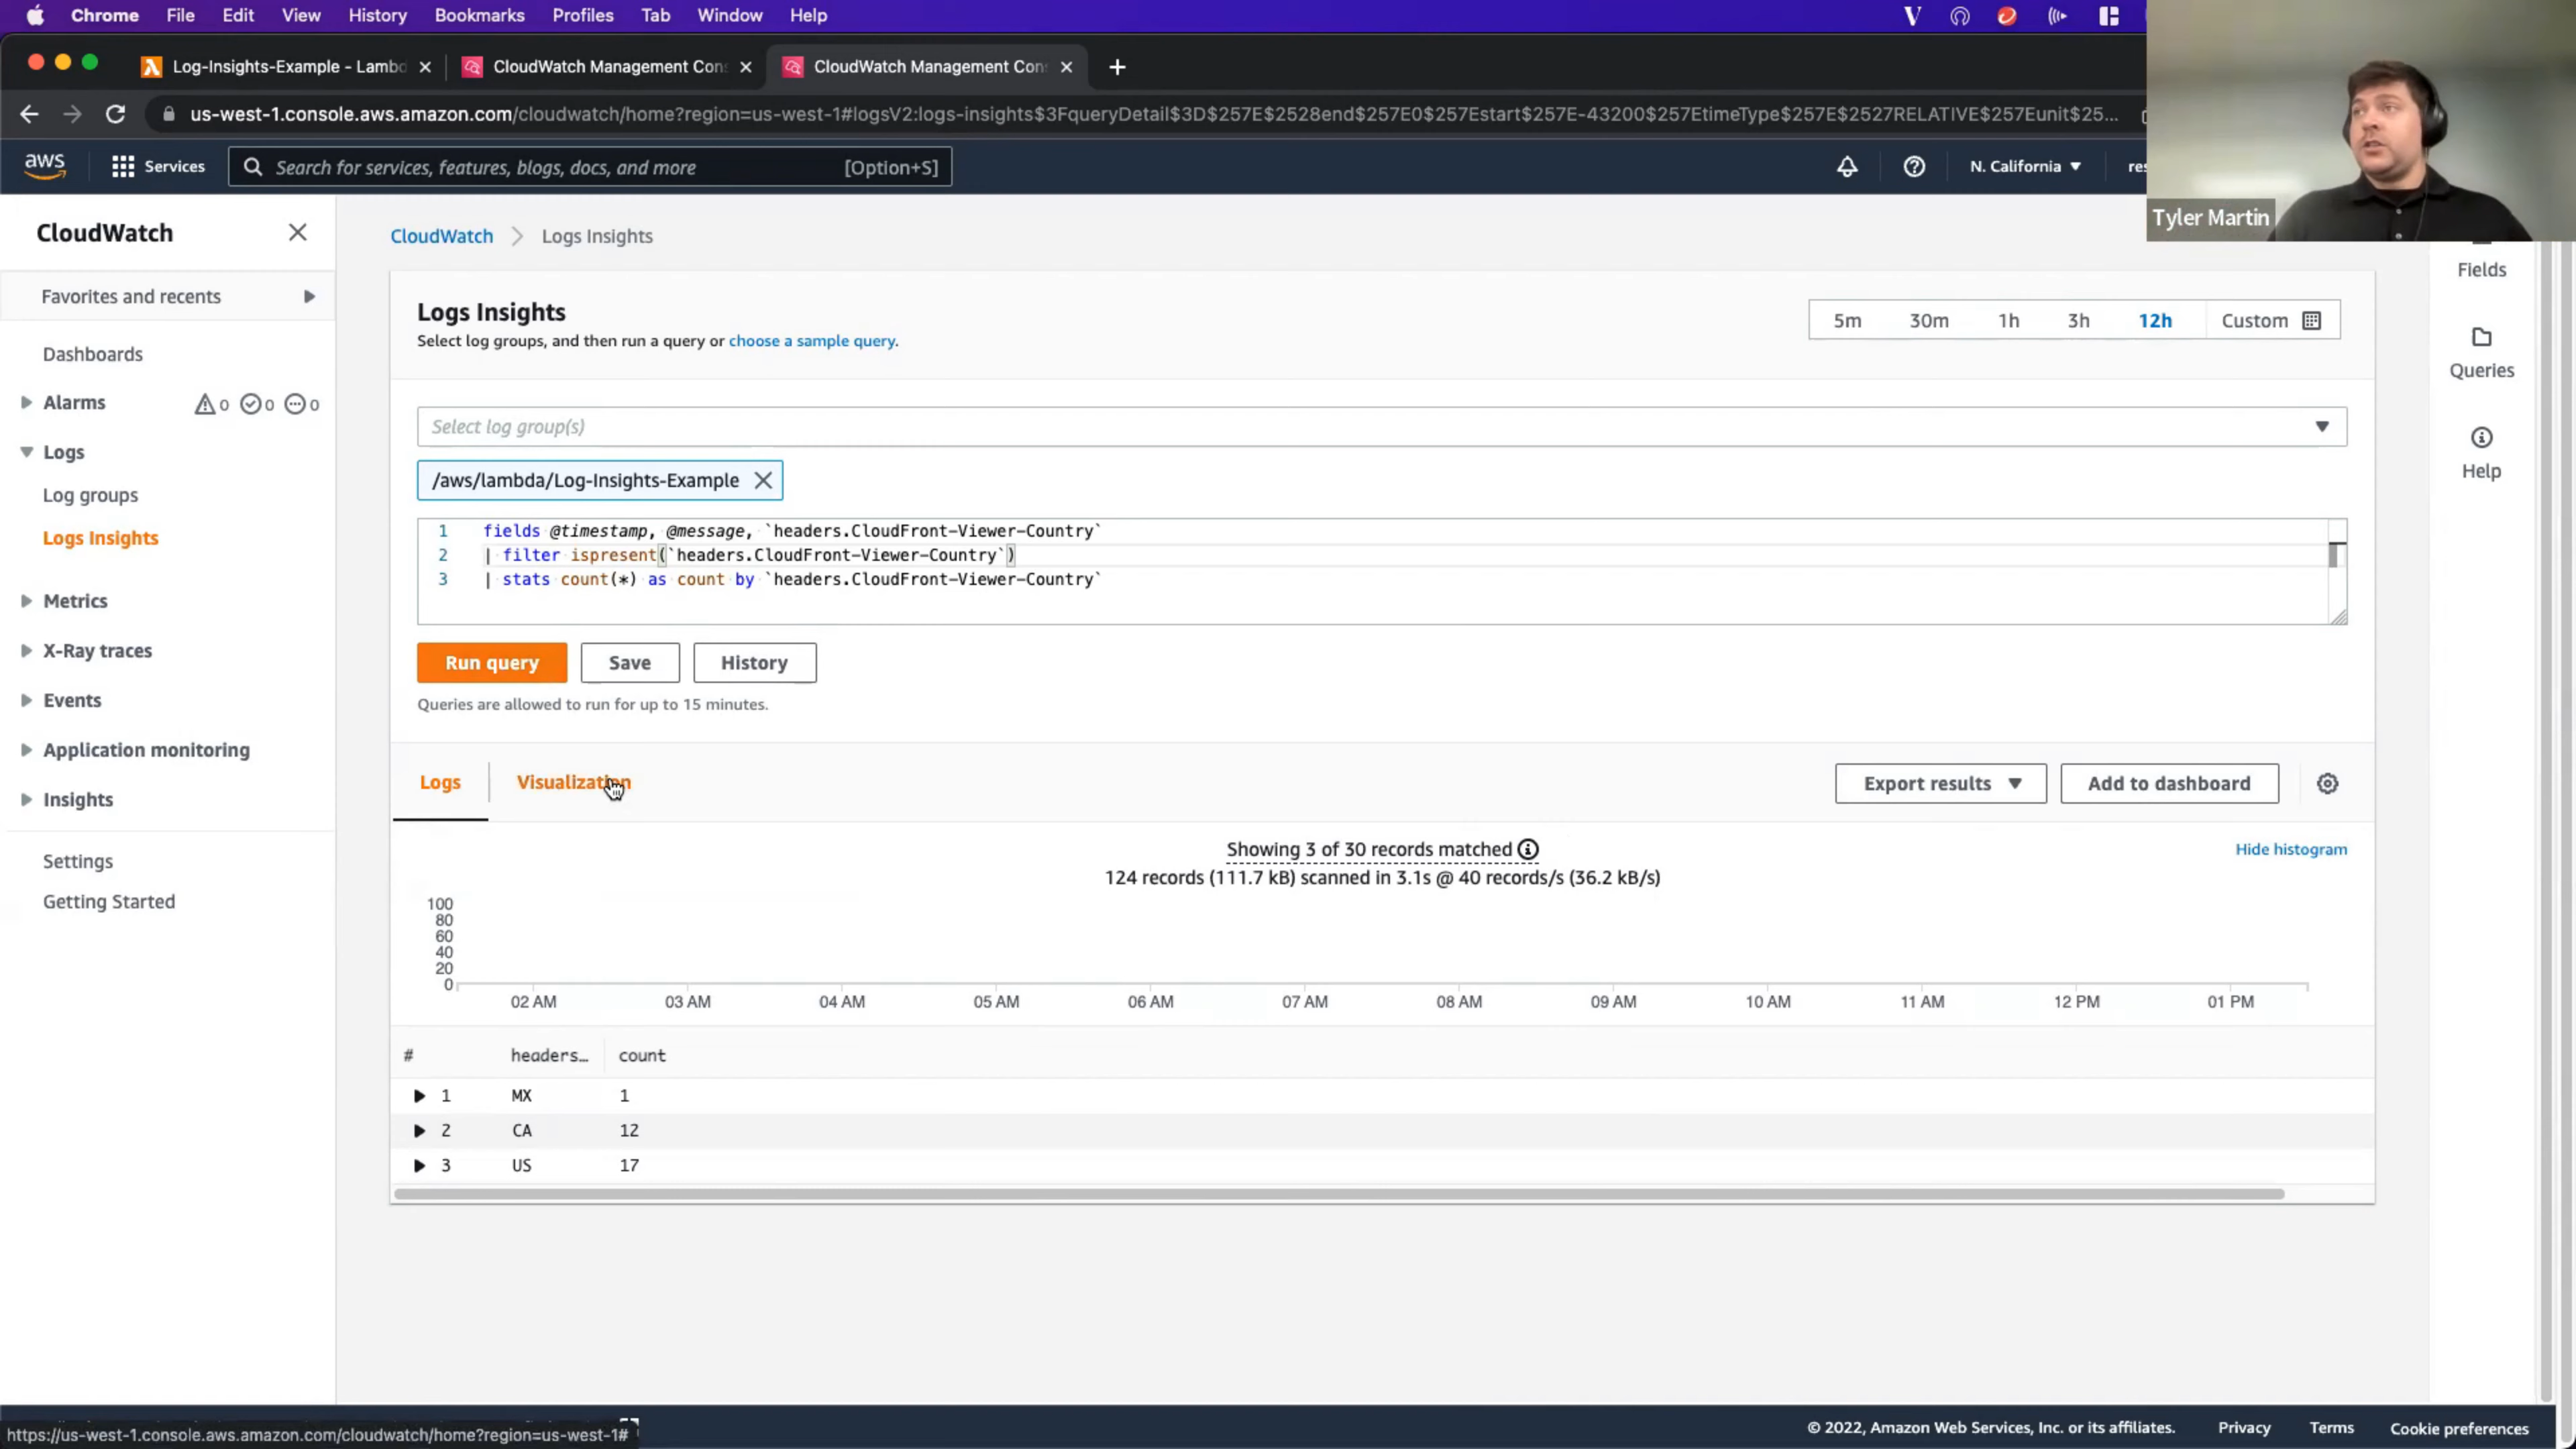 Chrome File Edit View History Bookmarks Profiles Tab Window Help
Log-Insights-Example - Lambd
CloudWatch Management Con
CloudWatch Management Con
us-west-1.console.aws.amazon.com/cloudwatch/home?region=us-west-1#logsV2:logs-insights$3FqueryDetail$3D$257E$2528end$257E0$257Estart$257E-43200$257EtimeType$257E$2527RELATIVE$257Eunit$25...
aws
Services
Search for services, features, blogs, docs, and more [Option+S]
N. California
res
Tyler Martin
CloudWatch
Favorites and recents
Dashboards
Alarms 0 0 0
Logs
Log groups
Logs Insights
Metrics
X-Ray traces
Events
Application monitoring
Insights
Settings
Getting Started
CloudWatch > Logs Insights
Logs Insights
Select log groups, and then run a query or choose a sample query.
5m 30m 1h 3h 12h Custom
Select log group(s)
/aws/lambda/Log-Insights-Example
1 fields @timestamp, @message, `headers.CloudFront-Viewer-Country`
2 | filter ispresent(`headers.CloudFront-Viewer-Country`)
3 | stats count(*) as count by `headers.CloudFront-Viewer-Country`
Run query
Save
History
Queries are allowed to run for up to 15 minutes.
Logs
Visualization
Export results
Add to dashboard
Showing 3 of 30 records matched
124 records (111.7 kB) scanned in 3.1s @ 40 records/s (36.2 kB/s)
Hide histogram
100
80
60
40
20
0
02 AM 03 AM 04 AM 05 AM 06 AM 07 AM 08 AM 09 AM 10 AM 11 AM 12 PM 01 PM
# headers... count
1 MX 1
2 CA 12
3 US 17
Fields
Queries
Help
https://us-west-1.console.aws.amazon.com/cloudwatch/home?region=us-west-1#
© 2022, Amazon Web Services, Inc. or its affiliates.
Privacy
Terms
Cookie preferences